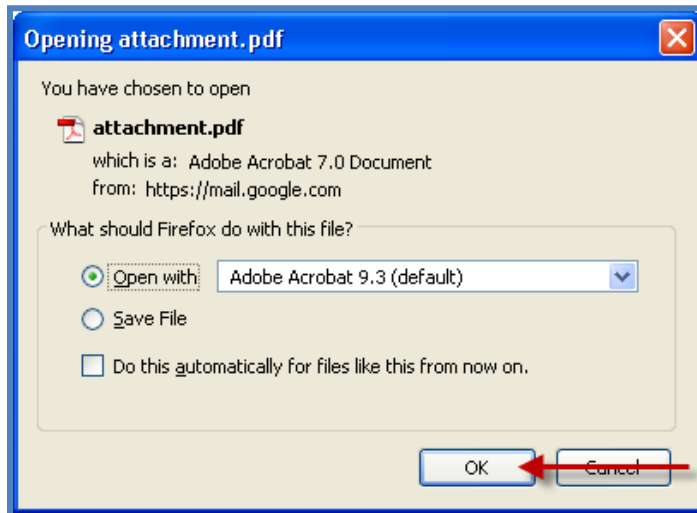 Opening attachment.pdf
You have chosen to open
attachment.pdf
which is a: Adobe Acrobat 7.0 Document
from: https://mail.google.com
What should Firefox do with this file?
Open with Adobe Acrobat 9.3 (default)
Save File
Do this automatically for files like this from now on.
OK Cancel